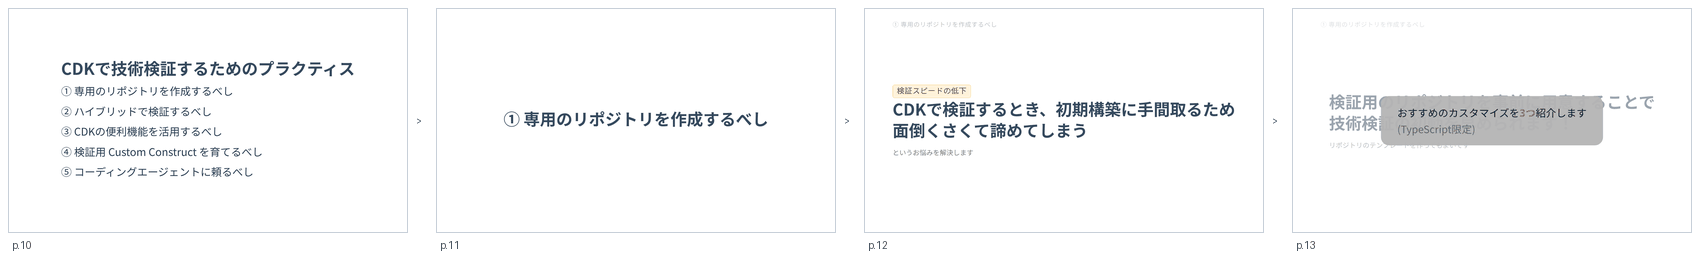 CDKで技術検証するためのプラクティス
① 専用のリポジトリを作成するべし
② ハイブリッドで検証するべし
③ CDKの便利機能を活用するべし
④ 検証用 Custom Construct を育てるべし
⑤ コーディングエージェントに頼るべし
p.10
>
① 専用のリポジトリを作成するべし
p.11
>
① 専用のリポジトリを作成するべし
検証スピードの低下
CDKで検証するとき、初期構築に手間取るため
面倒くさくて諦めてしまう
というお悩みを解決します
p.12
>
① 専用のリポジトリを作成するべし
検証用 ることで
技術検
おすすめのカスタマイズを3つ紹介します
(TypeScript限定)
リポジトリのテンプ
p.13